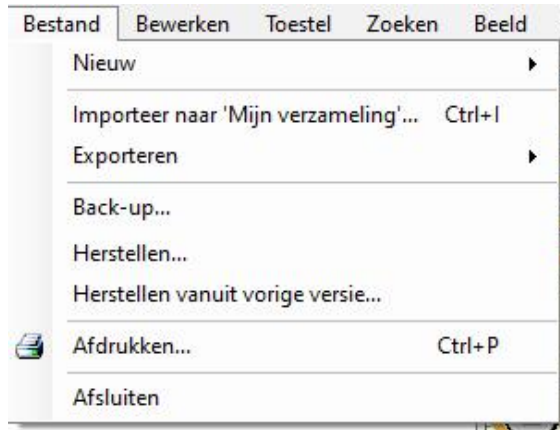 Bestand Bewerken Toestel Zoeken Beeld
Nieuw
Importeer naar 'Mijn verzameling'... Ctrl+I
Exporteren
Back-up...
Herstellen...
Herstellen vanuit vorige versie...
Afdrukken... Ctrl+P
Afsluiten